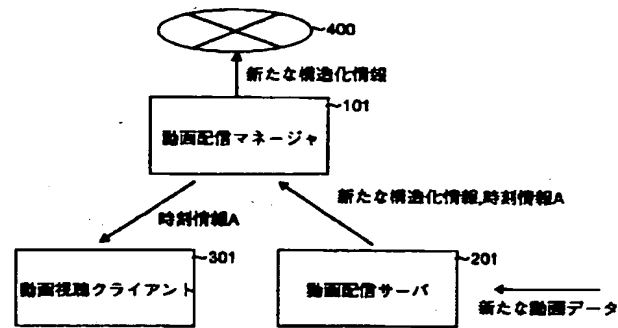 400
新たな構造化情報
101
動画配信マネージャ
新たな構造化情報,時刻情報A
時刻情報A
301
201
動画視聴クライアント
動画配信サーバ
新たな動画データ